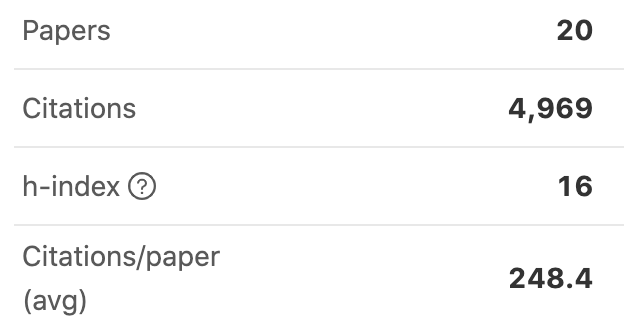 Papers 20
Citations 4,969
h-index ? 16
Citations/paper
(avg) 248.4